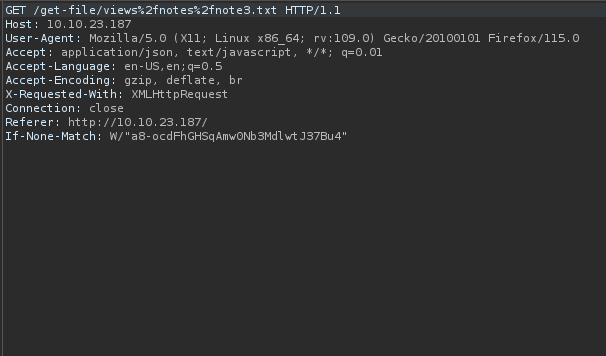 GET /get-file/views%2fnotes%2fnote3.txt HTTP/1.1
Host: 10.10.23.187
User-Agent: Mozilla/5.0 (X11; Linux x86_64; rv:109.0) Gecko/20100101 Firefox/115.0
Accept: application/json, text/javascript, */*; q=0.01
Accept-Language: en-US,en;q=0.5
Accept-Encoding: gzip, deflate, br
X-Requested-With: XMLHttpRequest
Connection: close
Referer: http://10.10.23.187/
If-None-Match: W/"a8-ocdFhGHSqAmw0Nb3MdlwtJ37Bu4"